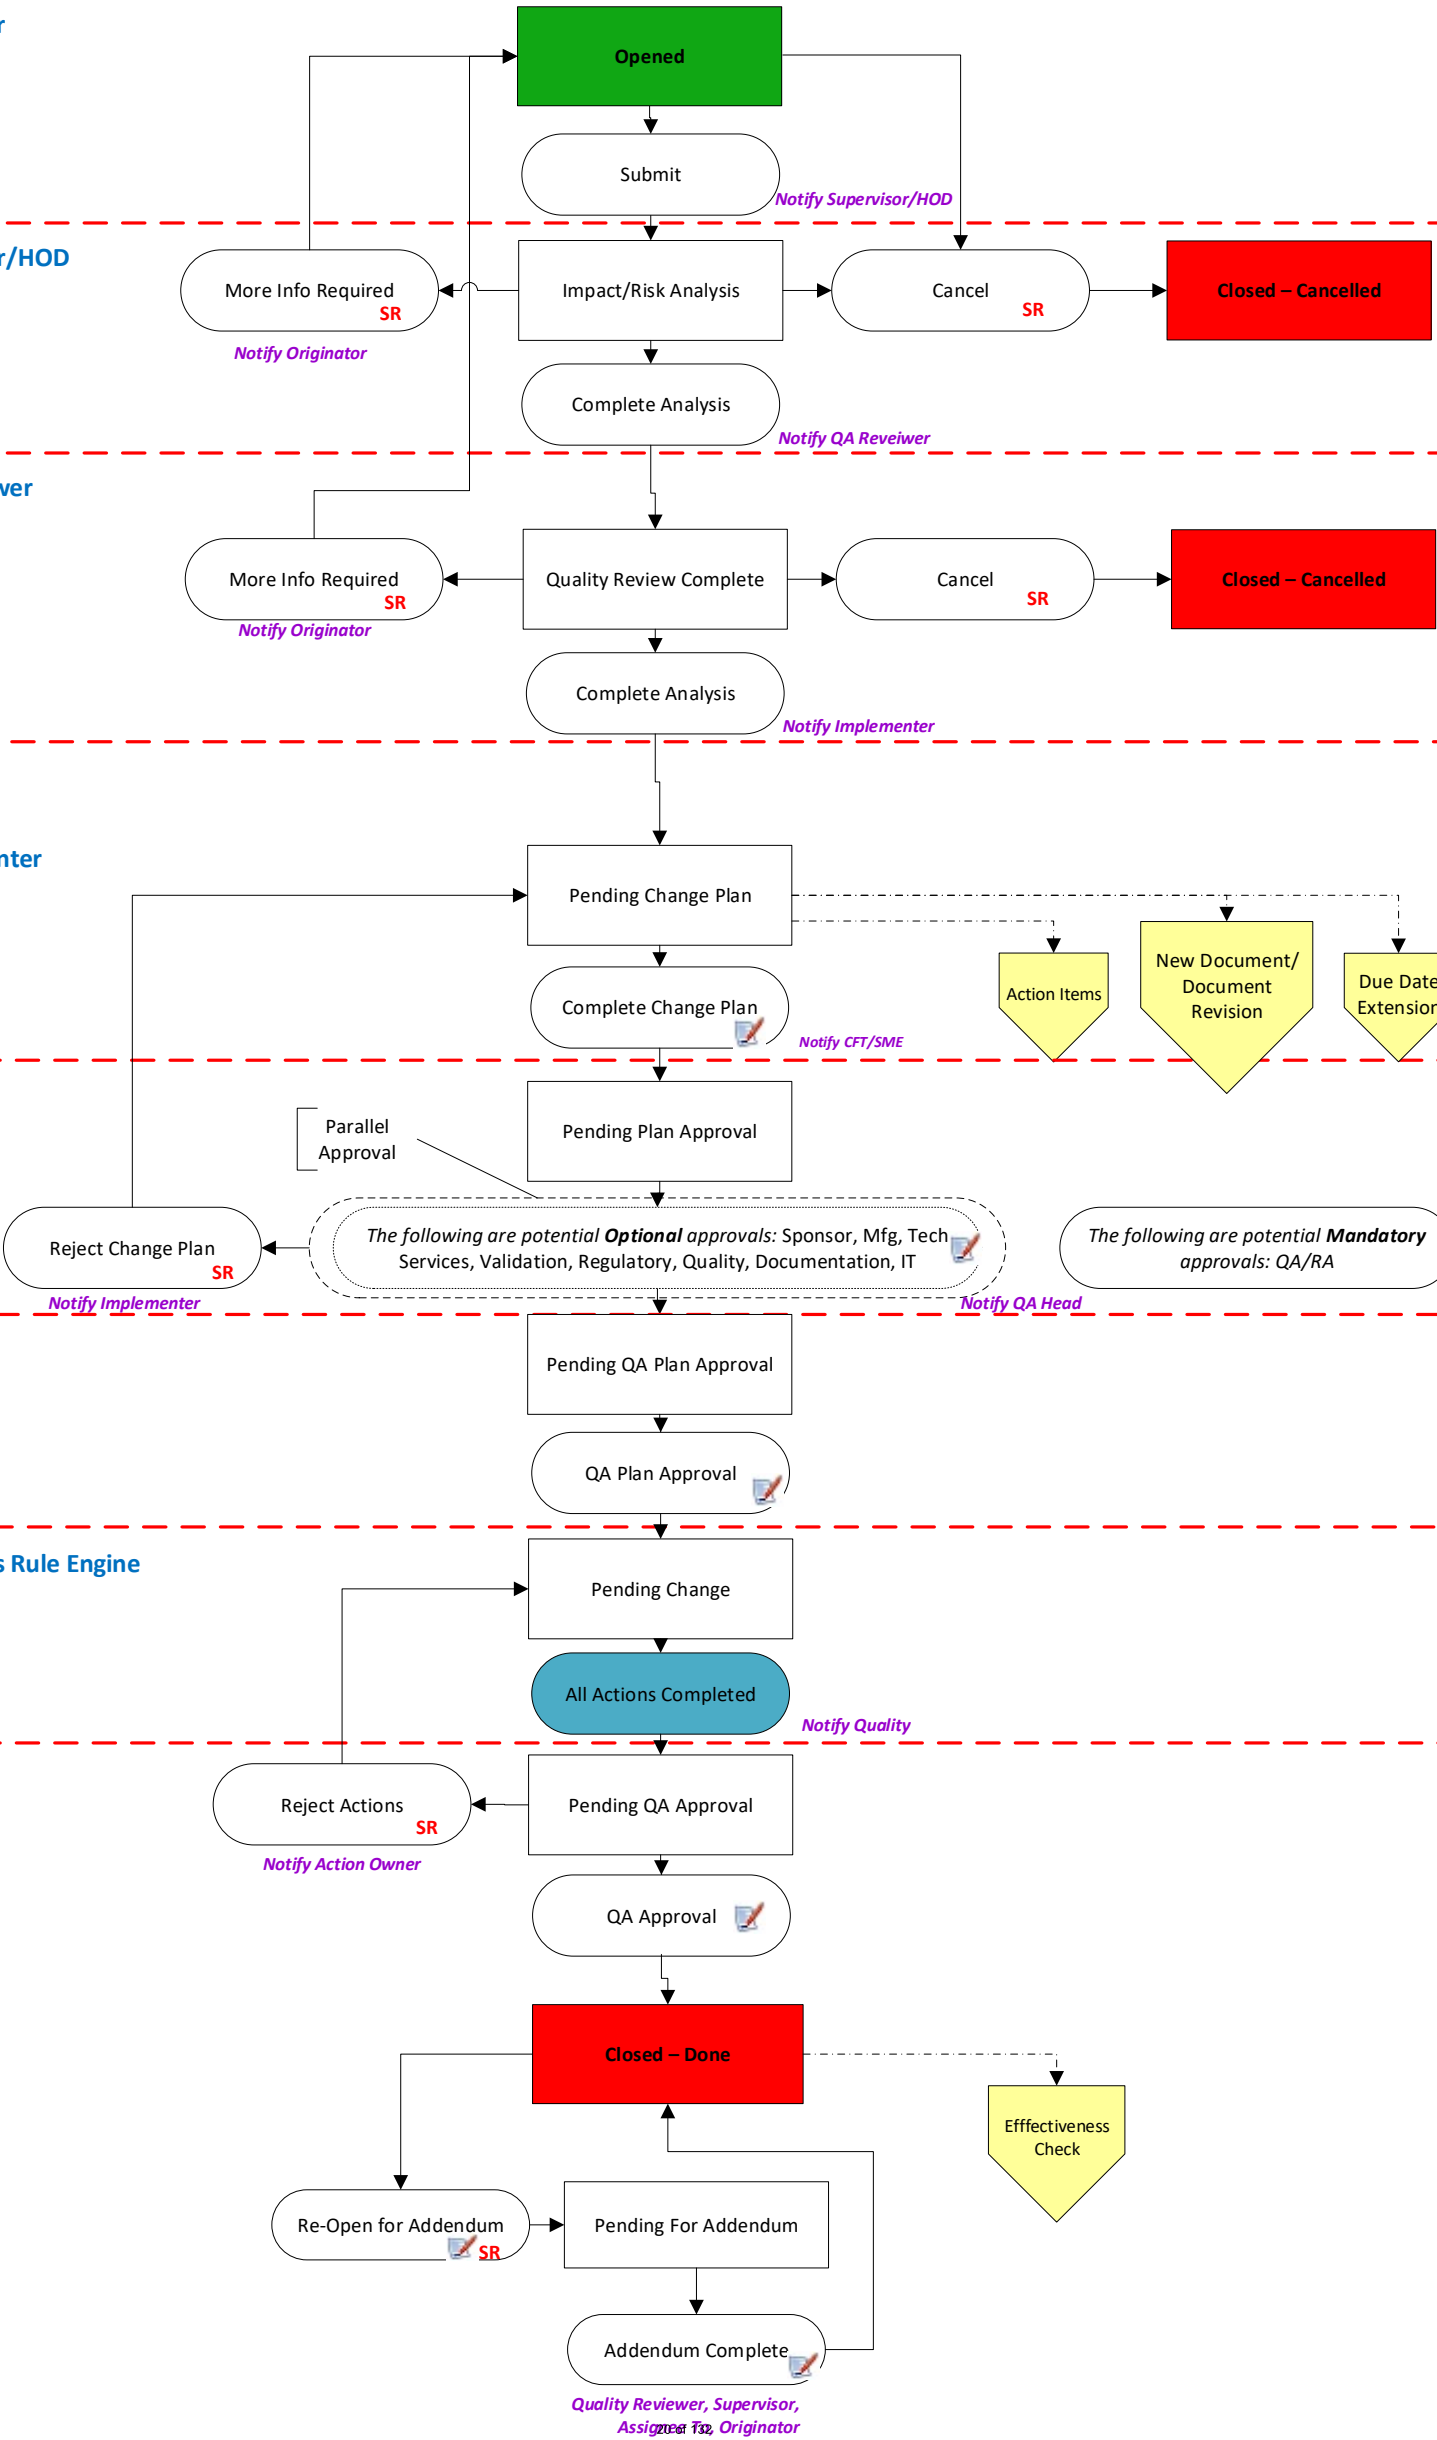 r
Opened
Submit
Notify Supervisor/HOD
r/HOD
More Info Required
SR
Notify Originator
Impact/Risk Analysis
Cancel
SR
Closed – Cancelled
Complete Analysis
Notify QA Reveiwer
ver
More Info Required
SR
Notify Originator
Quality Review Complete
Cancel
SR
Closed – Cancelled
Complete Analysis
Notify Implementer
nter
Pending Change Plan
Action Items
New Document/
Document
Revision
Due Date
Extension
Complete Change Plan
Notify CFT/SME
Parallel
Approval
Pending Plan Approval
Reject Change Plan
SR
Notify Implementer
The following are potential Optional approvals: Sponsor, Mfg, Tech
Services, Validation, Regulatory, Quality, Documentation, IT
The following are potential Mandatory
approvals: QA/RA
Notify QA Head
Pending QA Plan Approval
QA Plan Approval
s Rule Engine
Pending Change
All Actions Completed
Notify Quality
Reject Actions
SR
Notify Action Owner
Pending QA Approval
QA Approval
Closed – Done
Efffectiveness
Check
Re-Open for Addendum
SR
Pending For Addendum
Addendum Complete
Quality Reviewer, Supervisor,
Assignee To, Originator
20 of 132